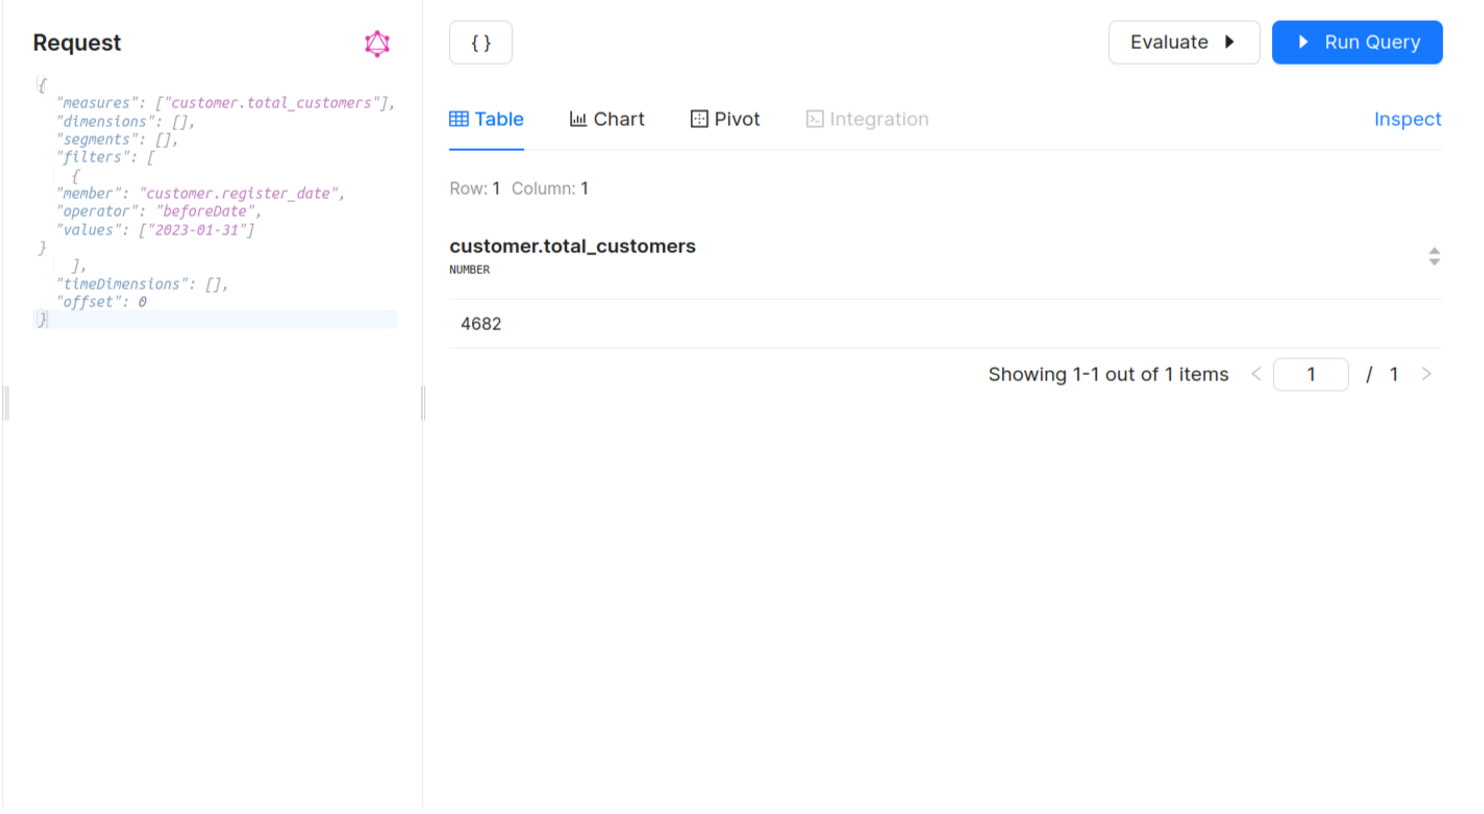 Request
{
"measures": ["customer.total_customers"],
"dimensions": [],
"segments": [],
"filters": [
{
"member": "customer.register_date",
"operator": "beforeDate",
"values": ["2023-01-31"]
}
],
"timeDimensions": [],
"offset": 0
}
{ }
Evaluate
Run Query
Table
Chart
Pivot
Integration
Inspect
Row: 1 Column: 1
customer.total_customers
NUMBER
4682
Showing 1-1 out of 1 items < 1 / 1 >